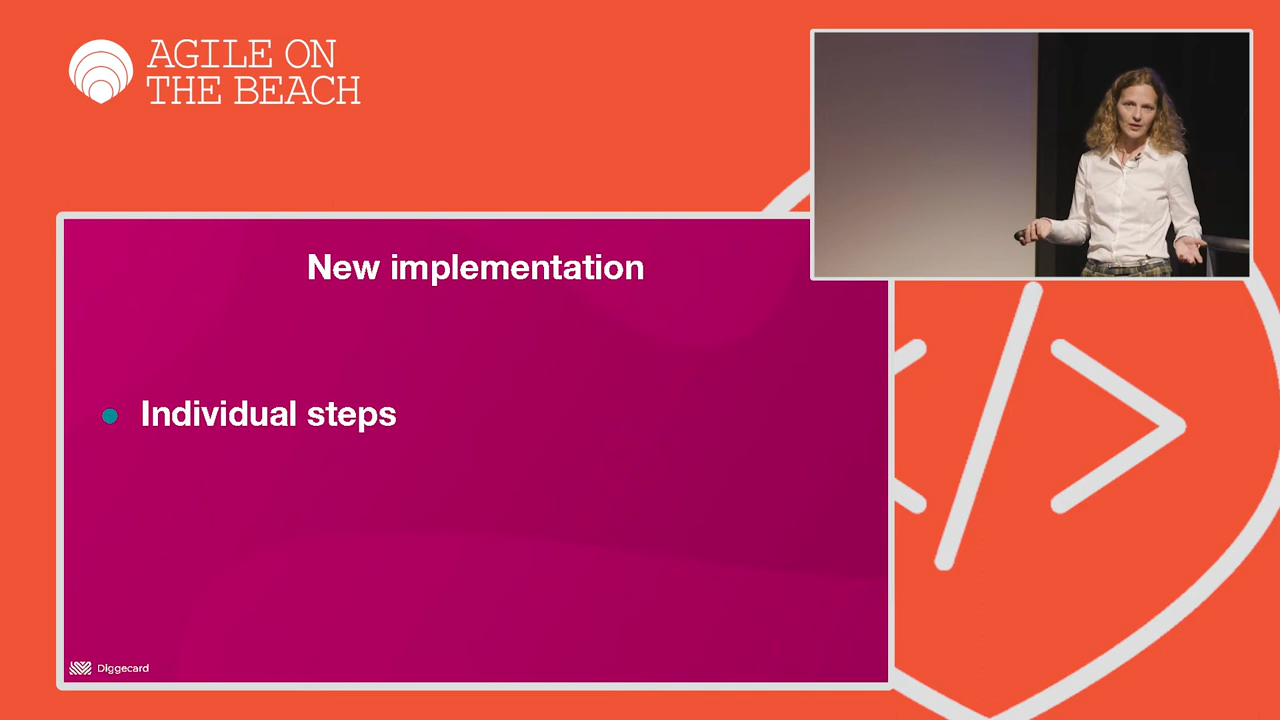 AGILE ON
THE BEACH
New implementation
Individual steps
Diggecard